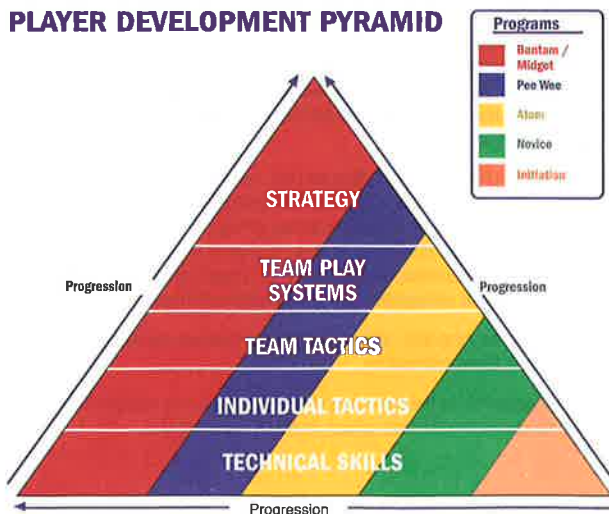 PLAYER DEVELOPMENT PYRAMID
Programs
Bantam /
Midget
Pee Wee
Atom
Novice
Initiation
STRATEGY
TEAM PLAY
SYSTEMS
Progression
Progression
TEAM TACTICS
INDIVIDUAL TACTICS
TECHNICAL SKILLS
Progression